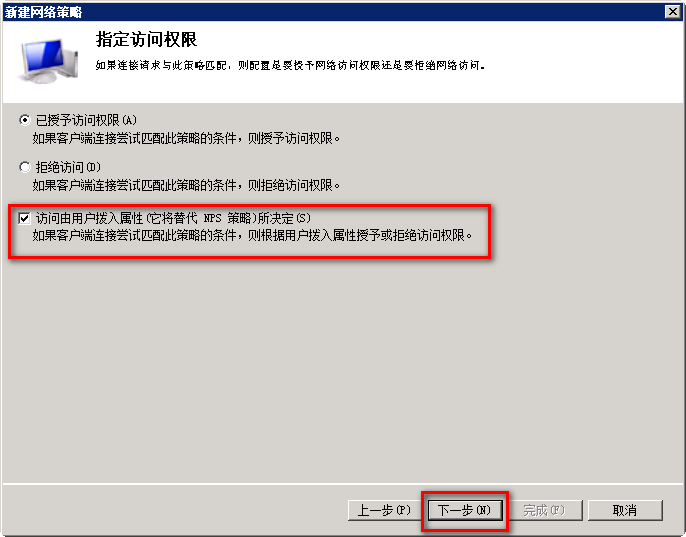 新建网络策略
指定访问权限
如果连接请求与此策略匹配，则配置是要授予网络访问权限还是要拒绝网络访问。
已授予访问权限(A)
如果客户端连接尝试匹配此策略的条件，则授予访问权限。
拒绝访问(D)
如果客户端连接尝试匹配此策略的条件，则拒绝访问权限。
访问由用户拨入属性(它将替代 NPS 策略)所决定(S)
如果客户端连接尝试匹配此策略的条件，则根据用户拨入属性授予或拒绝访问权限。
上一步(P) 下一步(N) 完成(F) 取消